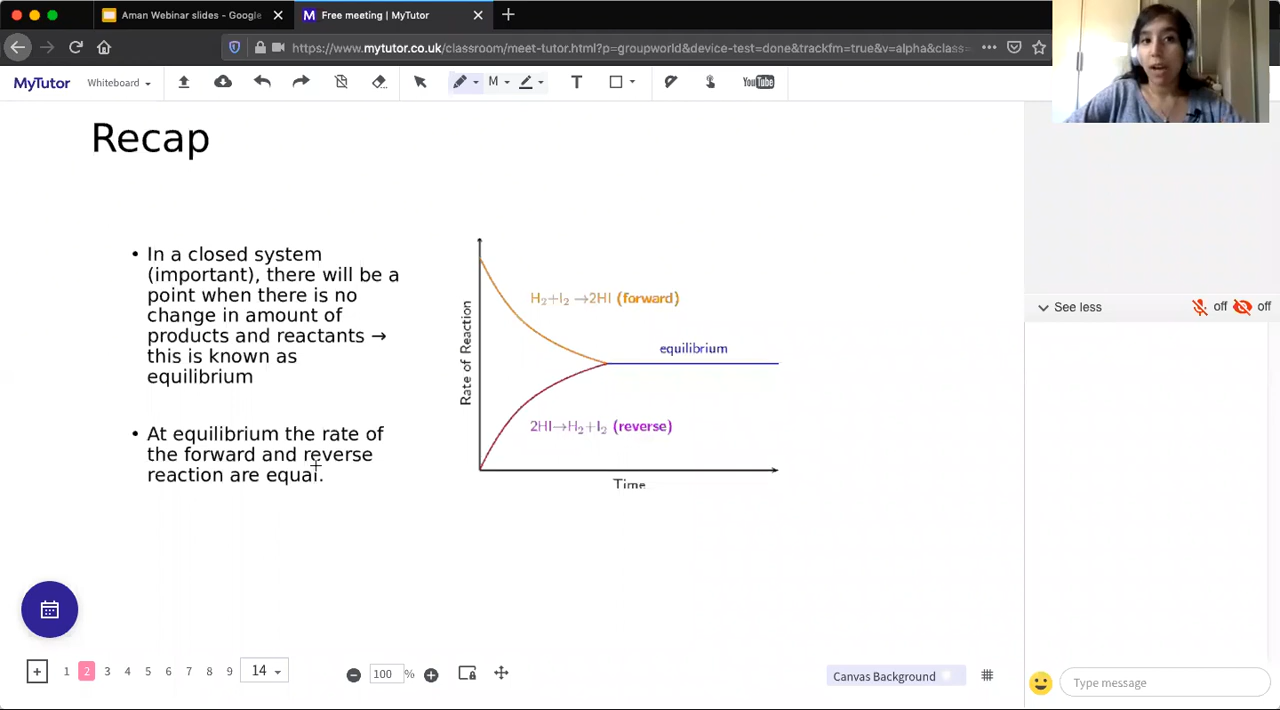 Aman Webinar slides - Google
Free meeting | MyTutor
https://www.mytutor.co.uk/classroom/meet-tutor.html?p=groupworld&device-test=done&trackfm=true&v=alpha&class=
MyTutor
Whiteboard
M
T
YouTube
Recap
• In a closed system
(important), there will be a
point when there is no
change in amount of
products and reactants →
this is known as
equilibrium
• At equilibrium the rate of
the forward and reverse
reaction are equal.
Rate of Reaction
H₂+I₂ →2HI (forward)
equilibrium
2HI→H₂+I₂ (reverse)
Time
See less
off
off
1 2 3 4 5 6 7 8 9 14
100 %
Canvas Background
Type message